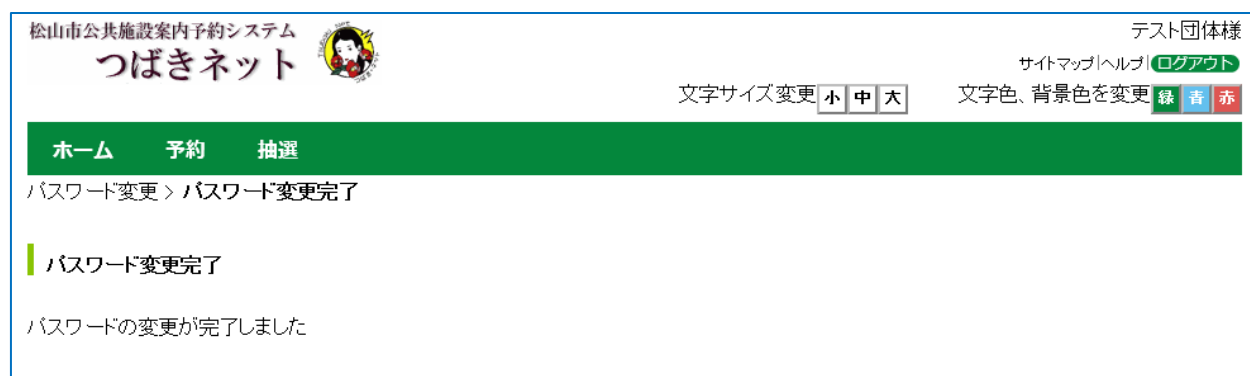 松山市公共施設案内予約システム
つばきネット
テスト団体様
サイトマップ|ヘルプ|ログアウト
文字サイズ変更 小 中 大 文字色、背景色を変更 緑 青 赤
ホーム 予約 抽選
パスワード変更 > パスワード変更完了
パスワード変更完了
パスワードの変更が完了しました